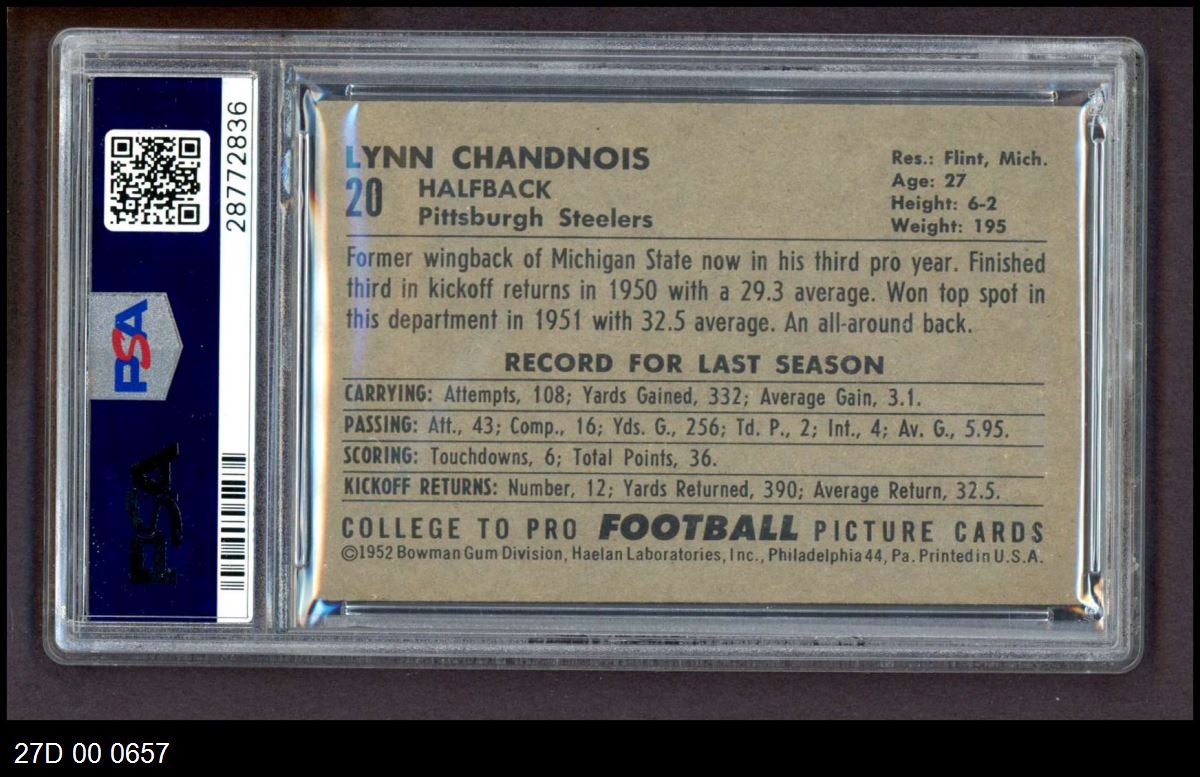 28772836
PSA
PSA
LYNN CHANDNOIS
20 HALFBACK
Pittsburgh Steelers
Res.: Flint, Mich.
Age: 27
Height: 6-2
Weight: 195
Former wingback of Michigan State now in his third pro year. Finished
third in kickoff returns in 1950 with a 29.3 average. Won top spot in
this department in 1951 with 32.5 average. An all-around back.
RECORD FOR LAST SEASON
CARRYING: Attempts, 108; Yards Gained, 332; Average Gain, 3.1.
PASSING: Att., 43; Comp., 16; Yds. G., 256; Td. P., 2; Int., 4; Av. G., 5.95.
SCORING: Touchdowns, 6; Total Points, 36.
KICKOFF RETURNS: Number, 12; Yards Returned, 390; Average Return, 32.5.
COLLEGE TO PRO FOOTBALL PICTURE CARDS
©1952 Bowman Gum Division, Haelan Laboratories, Inc., Philadelphia 44, Pa. Printed in U.S.A.
27D 00 0657